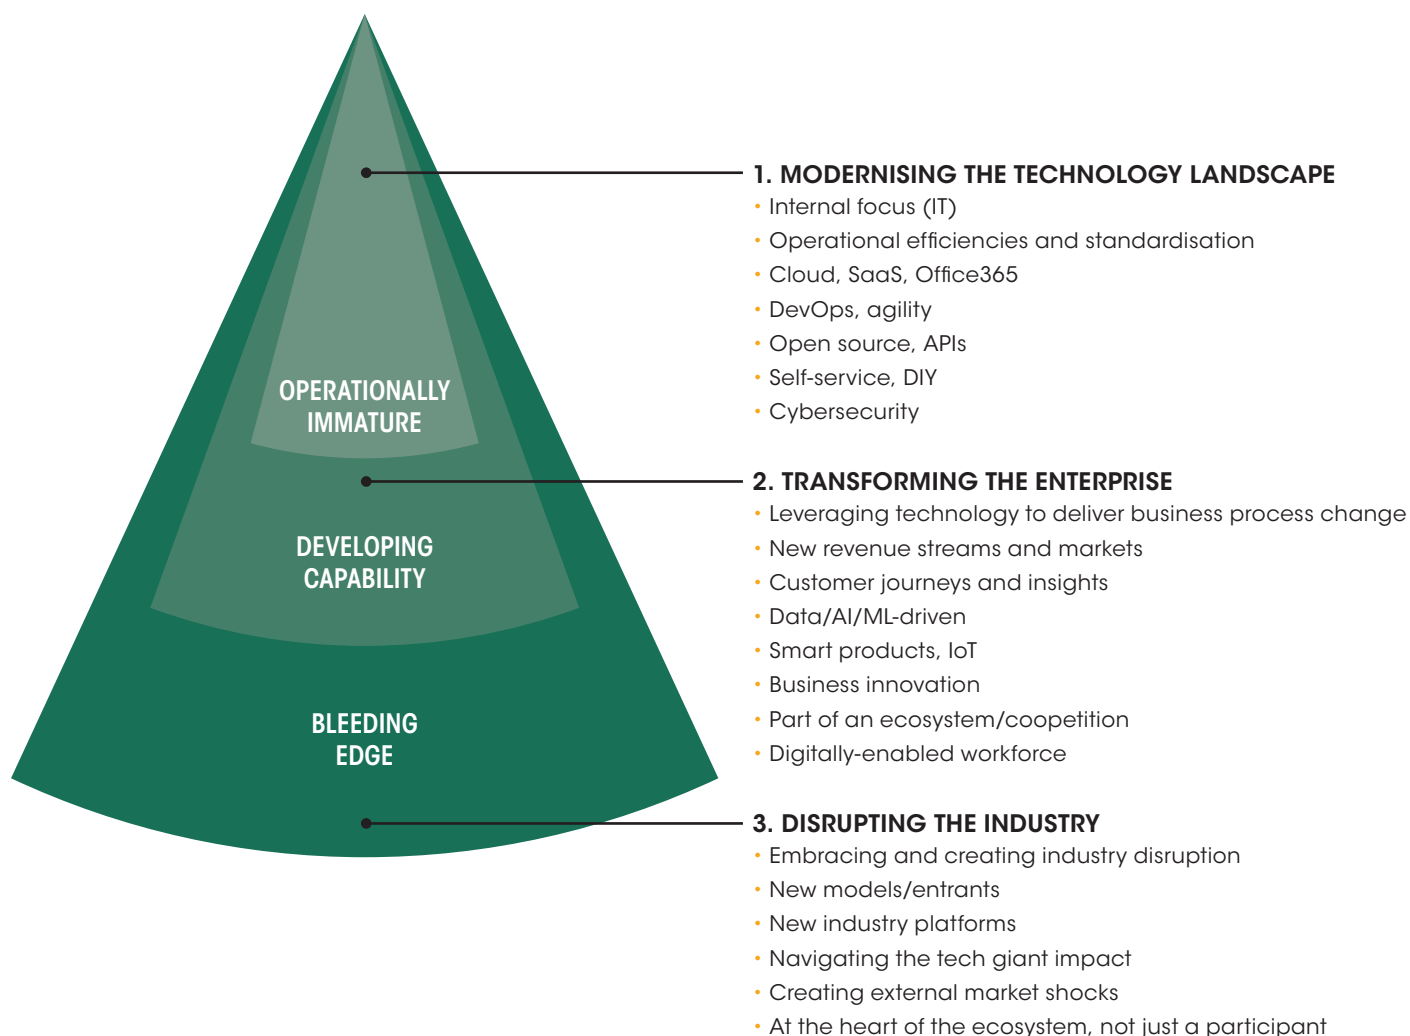 1. MODERNISING THE TECHNOLOGY LANDSCAPE
• Internal focus (IT)
• Operational efficiencies and standardisation
• Cloud, SaaS, Office365
• DevOps, agility
• Open source, APIs
• Self-service, DIY
• Cybersecurity
OPERATIONALLY
IMMATURE
2. TRANSFORMING THE ENTERPRISE
• Leveraging technology to deliver business process change
• New revenue streams and markets
• Customer journeys and insights
• Data/AI/ML-driven
• Smart products, IoT
• Business innovation
• Part of an ecosystem/coopetition
• Digitally-enabled workforce
DEVELOPING
CAPABILITY
BLEEDING
EDGE
3. DISRUPTING THE INDUSTRY
• Embracing and creating industry disruption
• New models/entrants
• New industry platforms
• Navigating the tech giant impact
• Creating external market shocks
• At the heart of the ecosystem, not just a participant